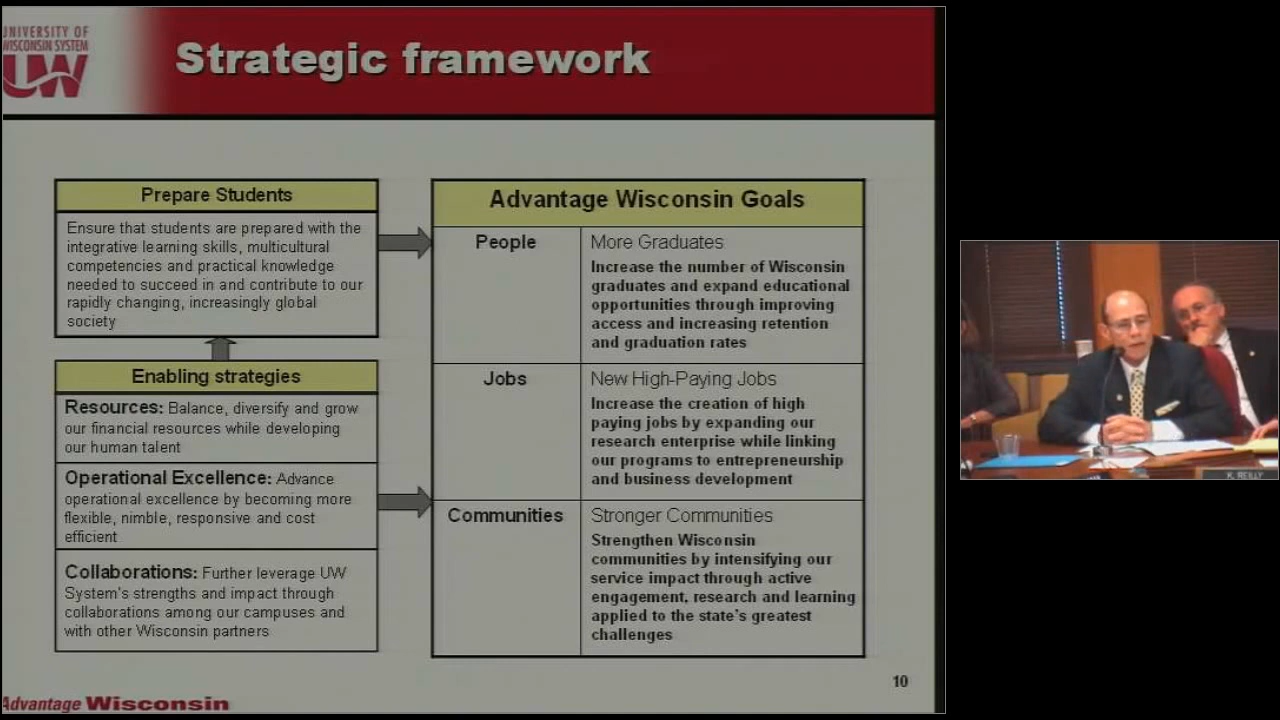 UNIVERSITY OF
WISCONSIN SYSTEM
UW
Strategic framework
Prepare Students
Ensure that students are prepared with the
integrative learning skills, multicultural
competencies and practical knowledge
needed to succeed in and contribute to our
rapidly changing, increasingly global
society
Enabling strategies
Resources: Balance, diversify and grow
our financial resources while developing
our human talent
Operational Excellence: Advance
operational excellence by becoming more
flexible, nimble, responsive and cost
efficient
Collaborations: Further leverage UW
System's strengths and impact through
collaborations among our campuses and
with other Wisconsin partners
Advantage Wisconsin Goals
People
More Graduates
Increase the number of Wisconsin
graduates and expand educational
opportunities through improving
access and increasing retention
and graduation rates
Jobs
New High-Paying Jobs
Increase the creation of high
paying jobs by expanding our
research enterprise while linking
our programs to entrepreneurship
and business development
Communities
Stronger Communities
Strengthen Wisconsin
communities by intensifying our
service impact through active
engagement, research and learning
applied to the state's greatest
challenges
10
Advantage Wisconsin
K. REILLY